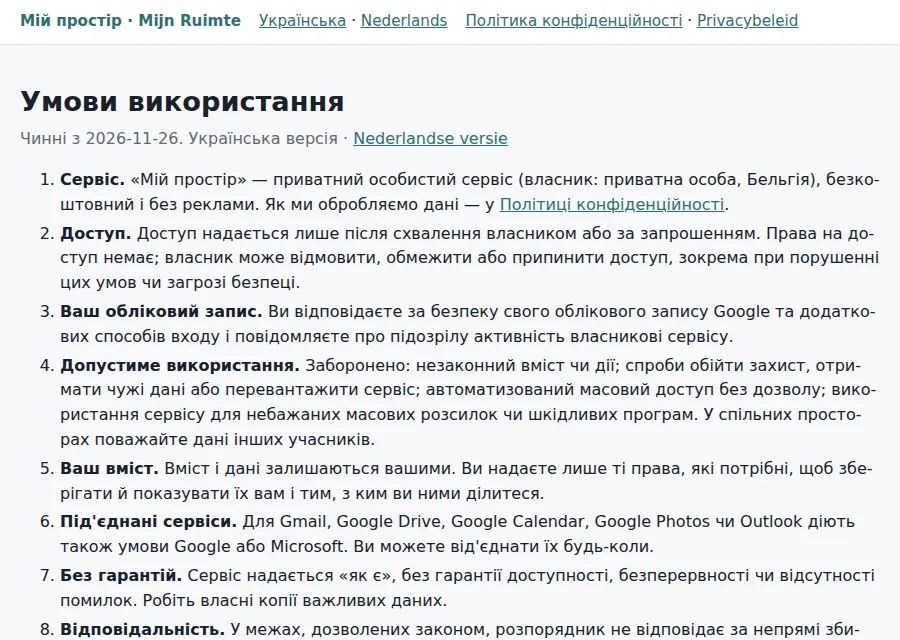 Мій простір · Mijn Ruimte Українська · Nederlands Політика конфіденційності · Privacybeleid
Умови використання
Чинні з 2026-11-26. Українська версія · Nederlandse versie
1. Сервіс. «Мій простір» — приватний особистий сервіс (власник: приватна особа, Бельгія), безко-
штовний і без реклами. Як ми обробляємо дані — у Політиці конфіденційності.
2. Доступ. Доступ надається лише після схвалення власником або за запрошенням. Права на до-
ступ немає; власник може відмовити, обмежити або припинити доступ, зокрема при порушенні
цих умов чи загрозі безпеці.
3. Ваш обліковий запис. Ви відповідаєте за безпеку свого облікового запису Google та додатко-
вих способів входу і повідомляєте про підозрілу активність власникові сервісу.
4. Допустиме використання. Заборонено: незаконний вміст чи дії; спроби обійти захист, отри-
мати чужі дані або перевантажити сервіс; автоматизований масовий доступ без дозволу; вико-
ристання сервісу для небажаних масових розсилок чи шкідливих програм. У спільних просто-
рах поважайте дані інших учасників.
5. Ваш вміст. Вміст і дані залишаються вашими. Ви надаєте лише ті права, які потрібні, щоб збе-
рігати й показувати їх вам і тим, з ким ви ними ділитеся.
6. Під'єднані сервіси. Для Gmail, Google Drive, Google Calendar, Google Photos чи Outlook діють
також умови Google або Microsoft. Ви можете від'єднати їх будь-коли.
7. Без гарантій. Сервіс надається «як є», без гарантії доступності, безперервності чи відсутності
помилок. Робіть власні копії важливих даних.
8. Відповідальність. У межах, дозволених законом, розпорядник не відповідає за непрямі зби-